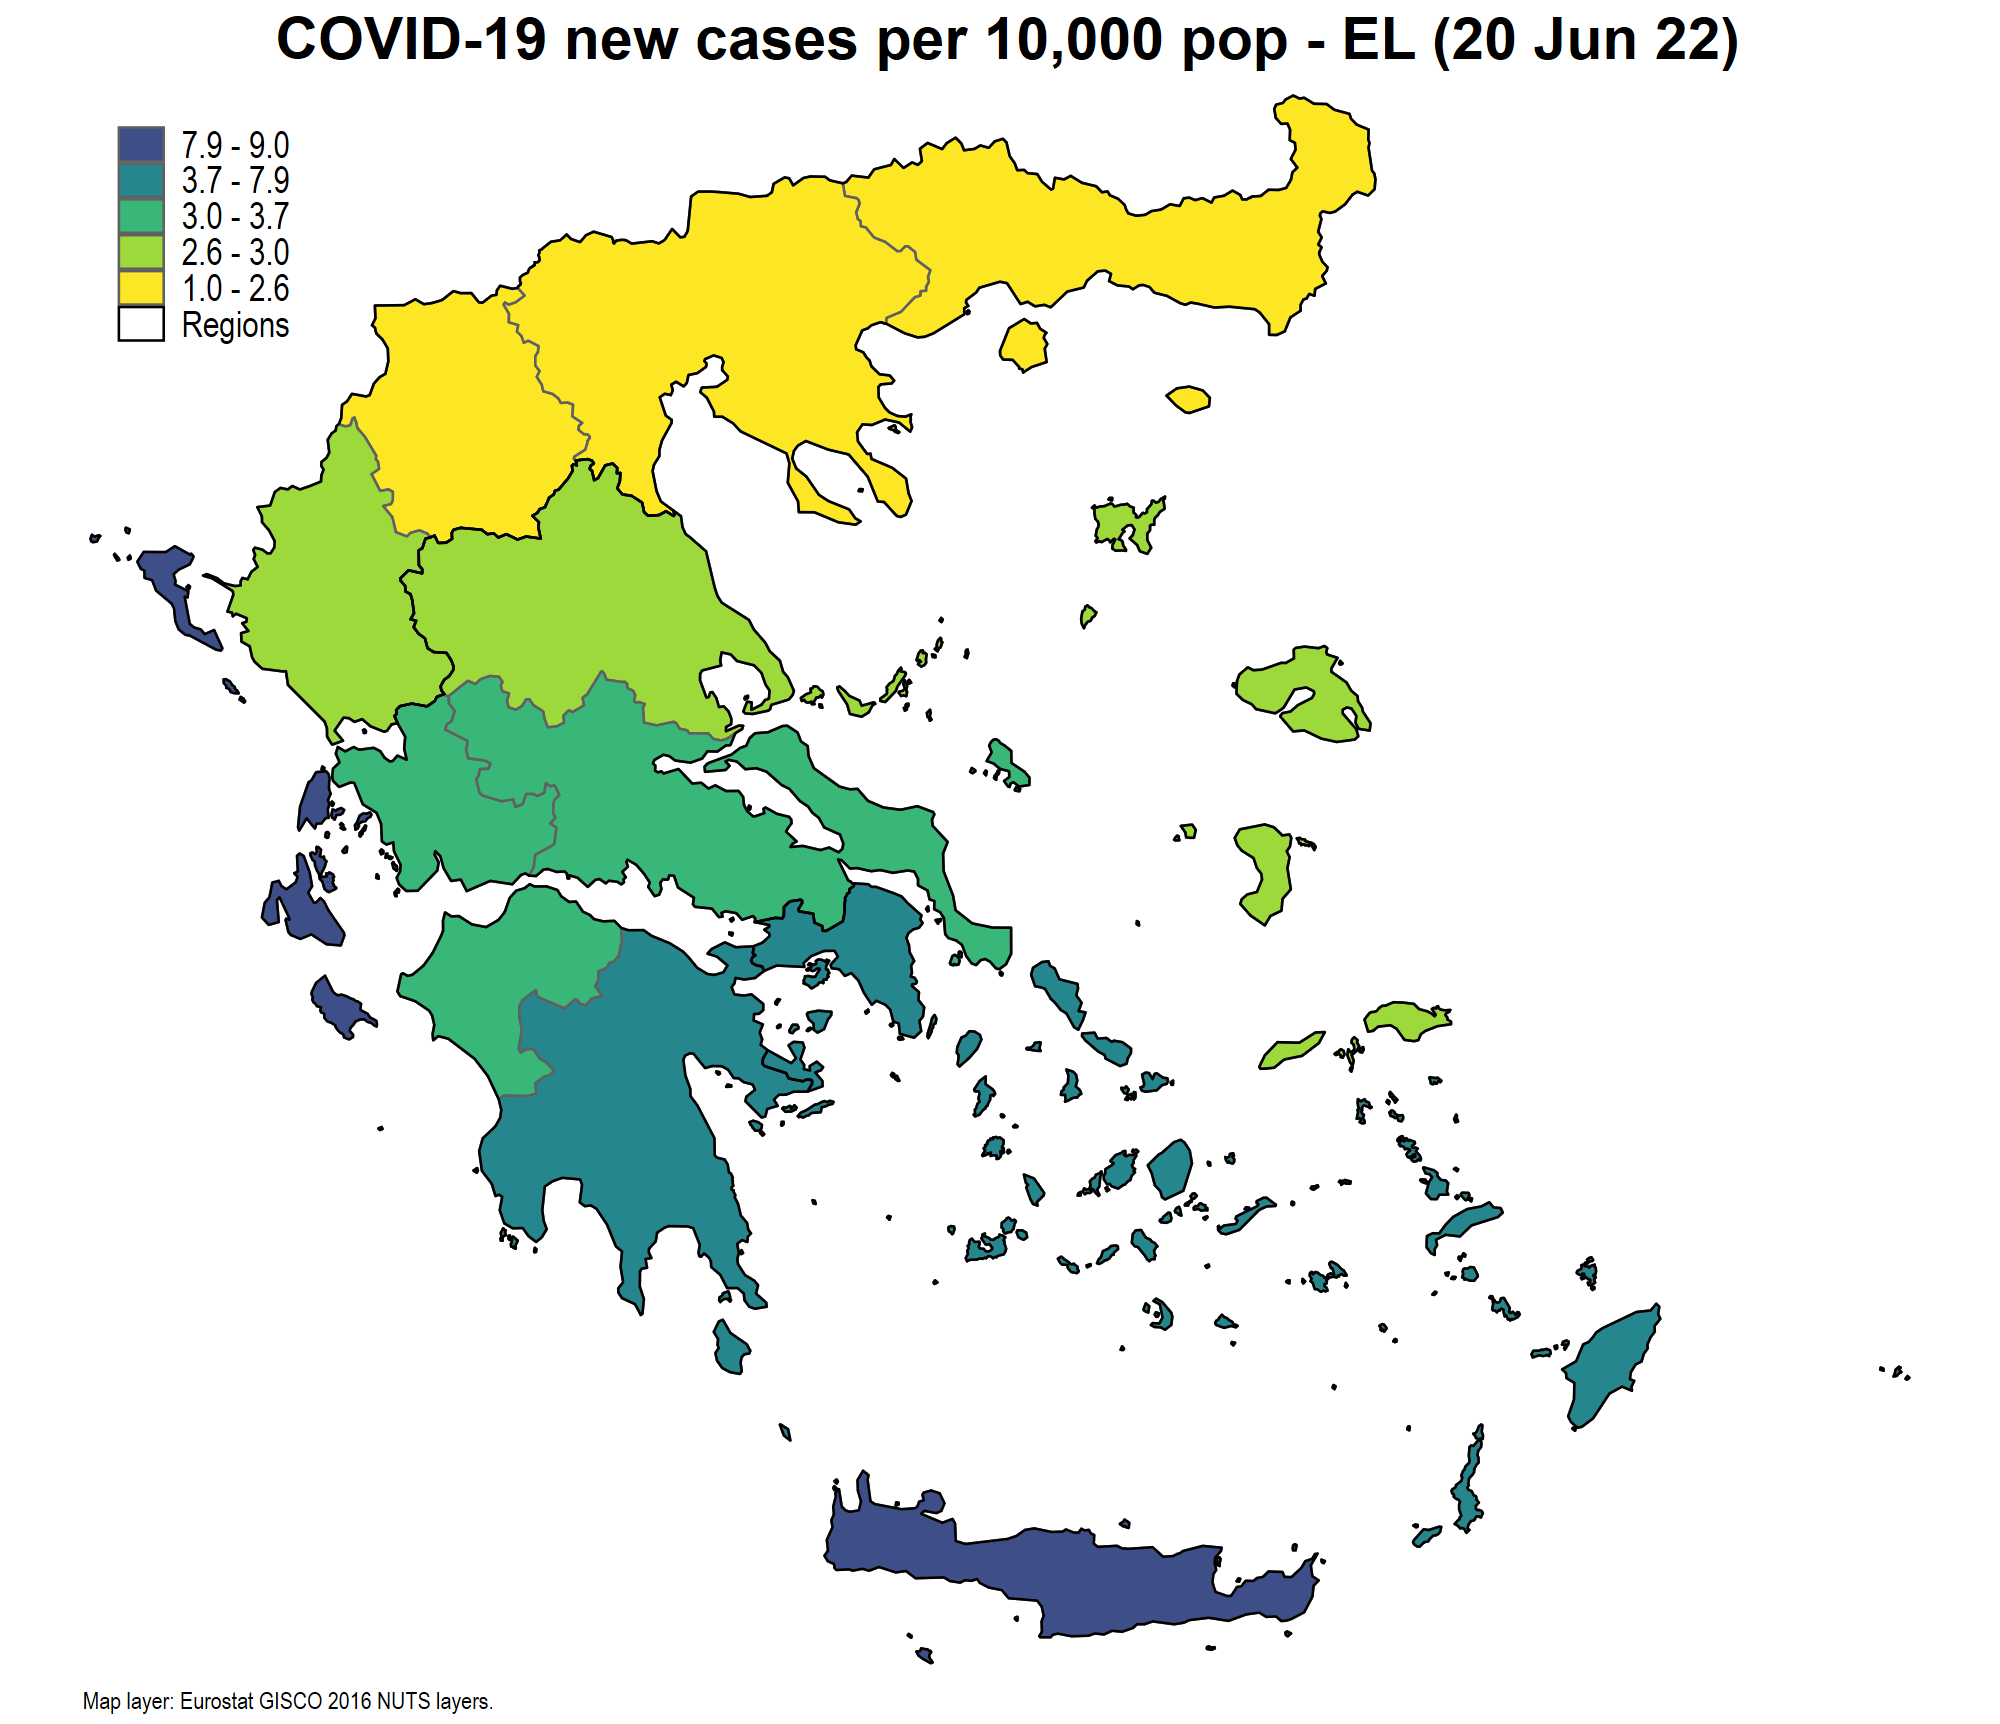 COVID-19 new cases per 10,000 pop - EL (20 Jun 22)
7.9 - 9.0
3.7 - 7.9
3.0 - 3.7
2.6 - 3.0
1.0 - 2.6
Regions
Map layer: Eurostat GISCO 2016 NUTS layers.